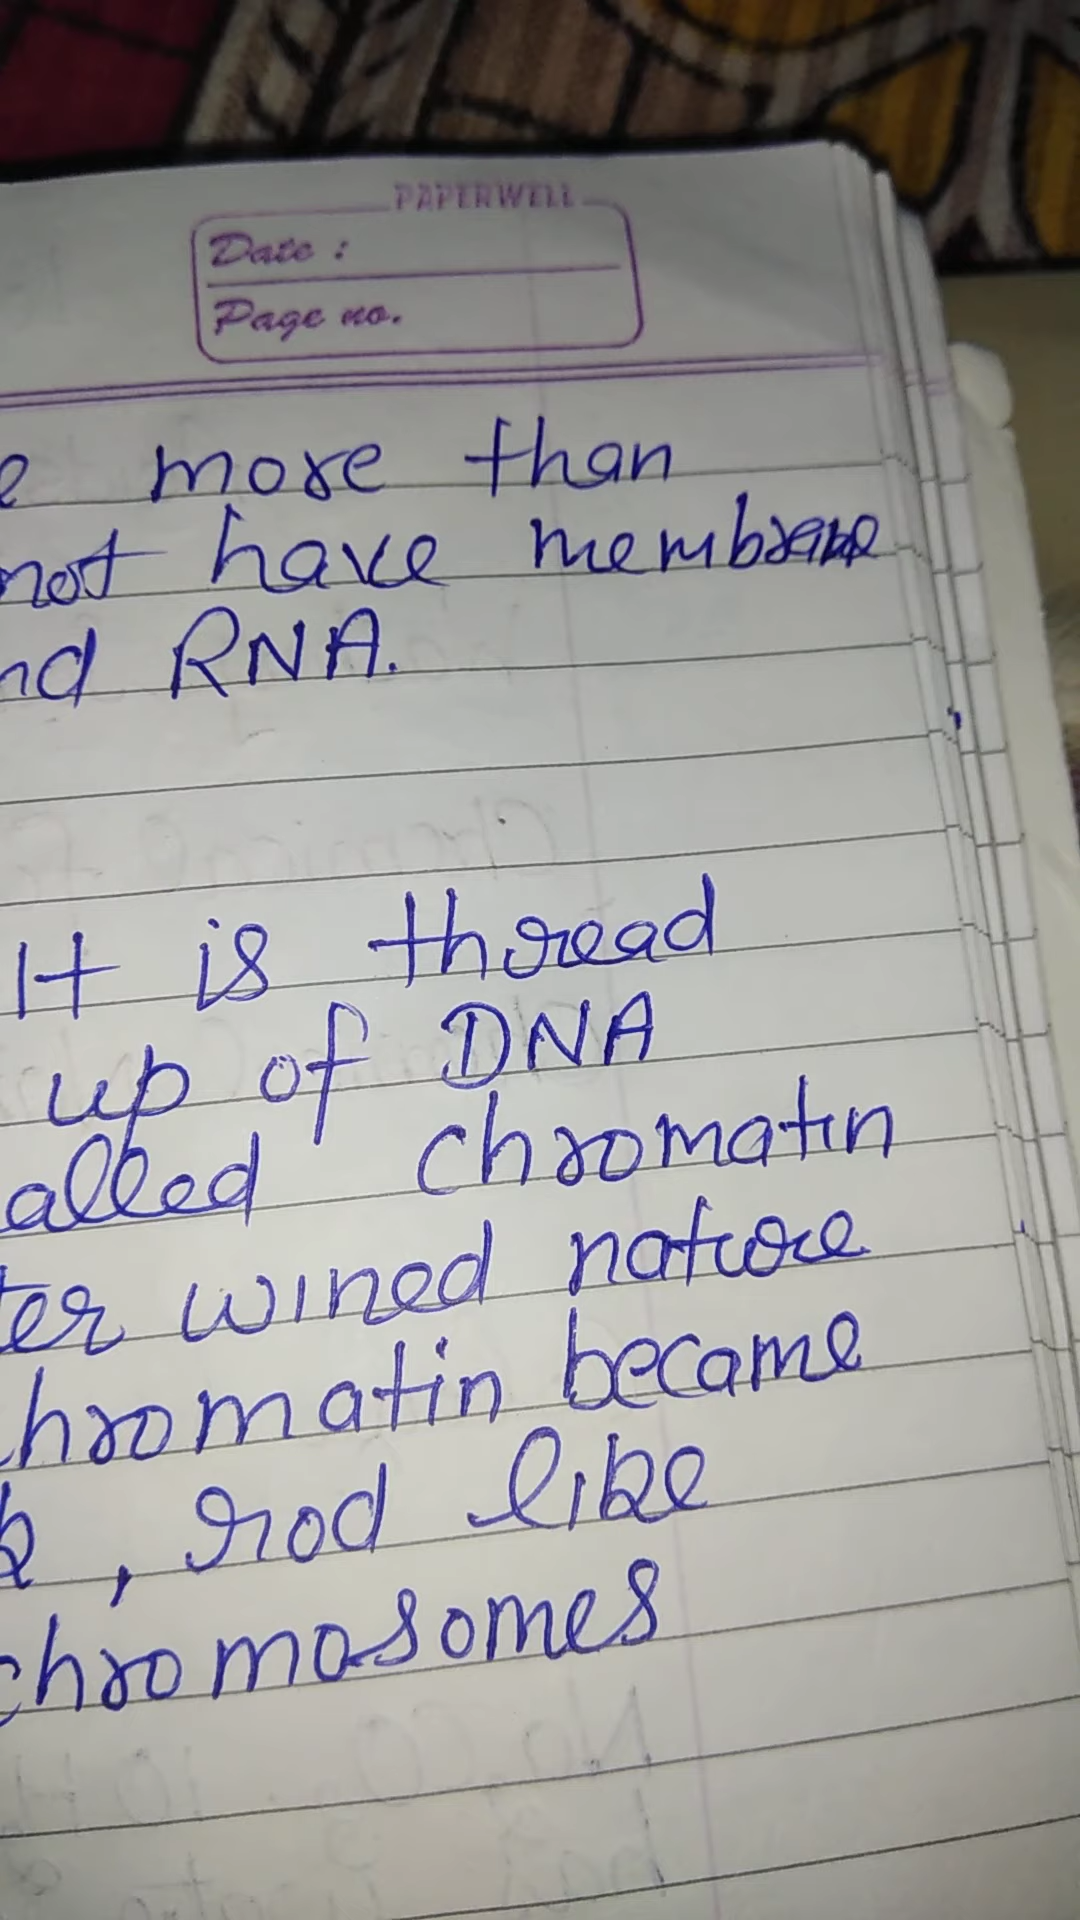 PAPERWELL
Date :
Page no.
e more than
not have membrane
nd RNA.
It is thread
up of DNA
alled chromatin
ter wined nature
hromatin became
k, rod like
chromosomes